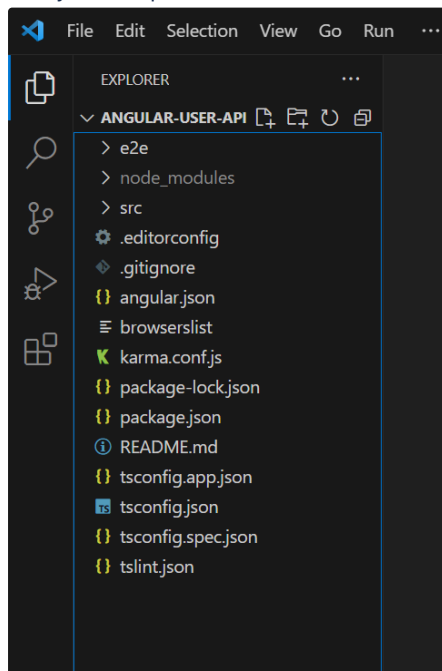 File Edit Selection View Go Run ...
EXPLORER ...
ANGULAR-USER-API
e2e
node_modules
src
.editorconfig
.gitignore
{} angular.json
browserslist
karma.conf.js
{} package-lock.json
{} package.json
README.md
{} tsconfig.app.json
TS tsconfig.json
{} tsconfig.spec.json
{} tslint.json